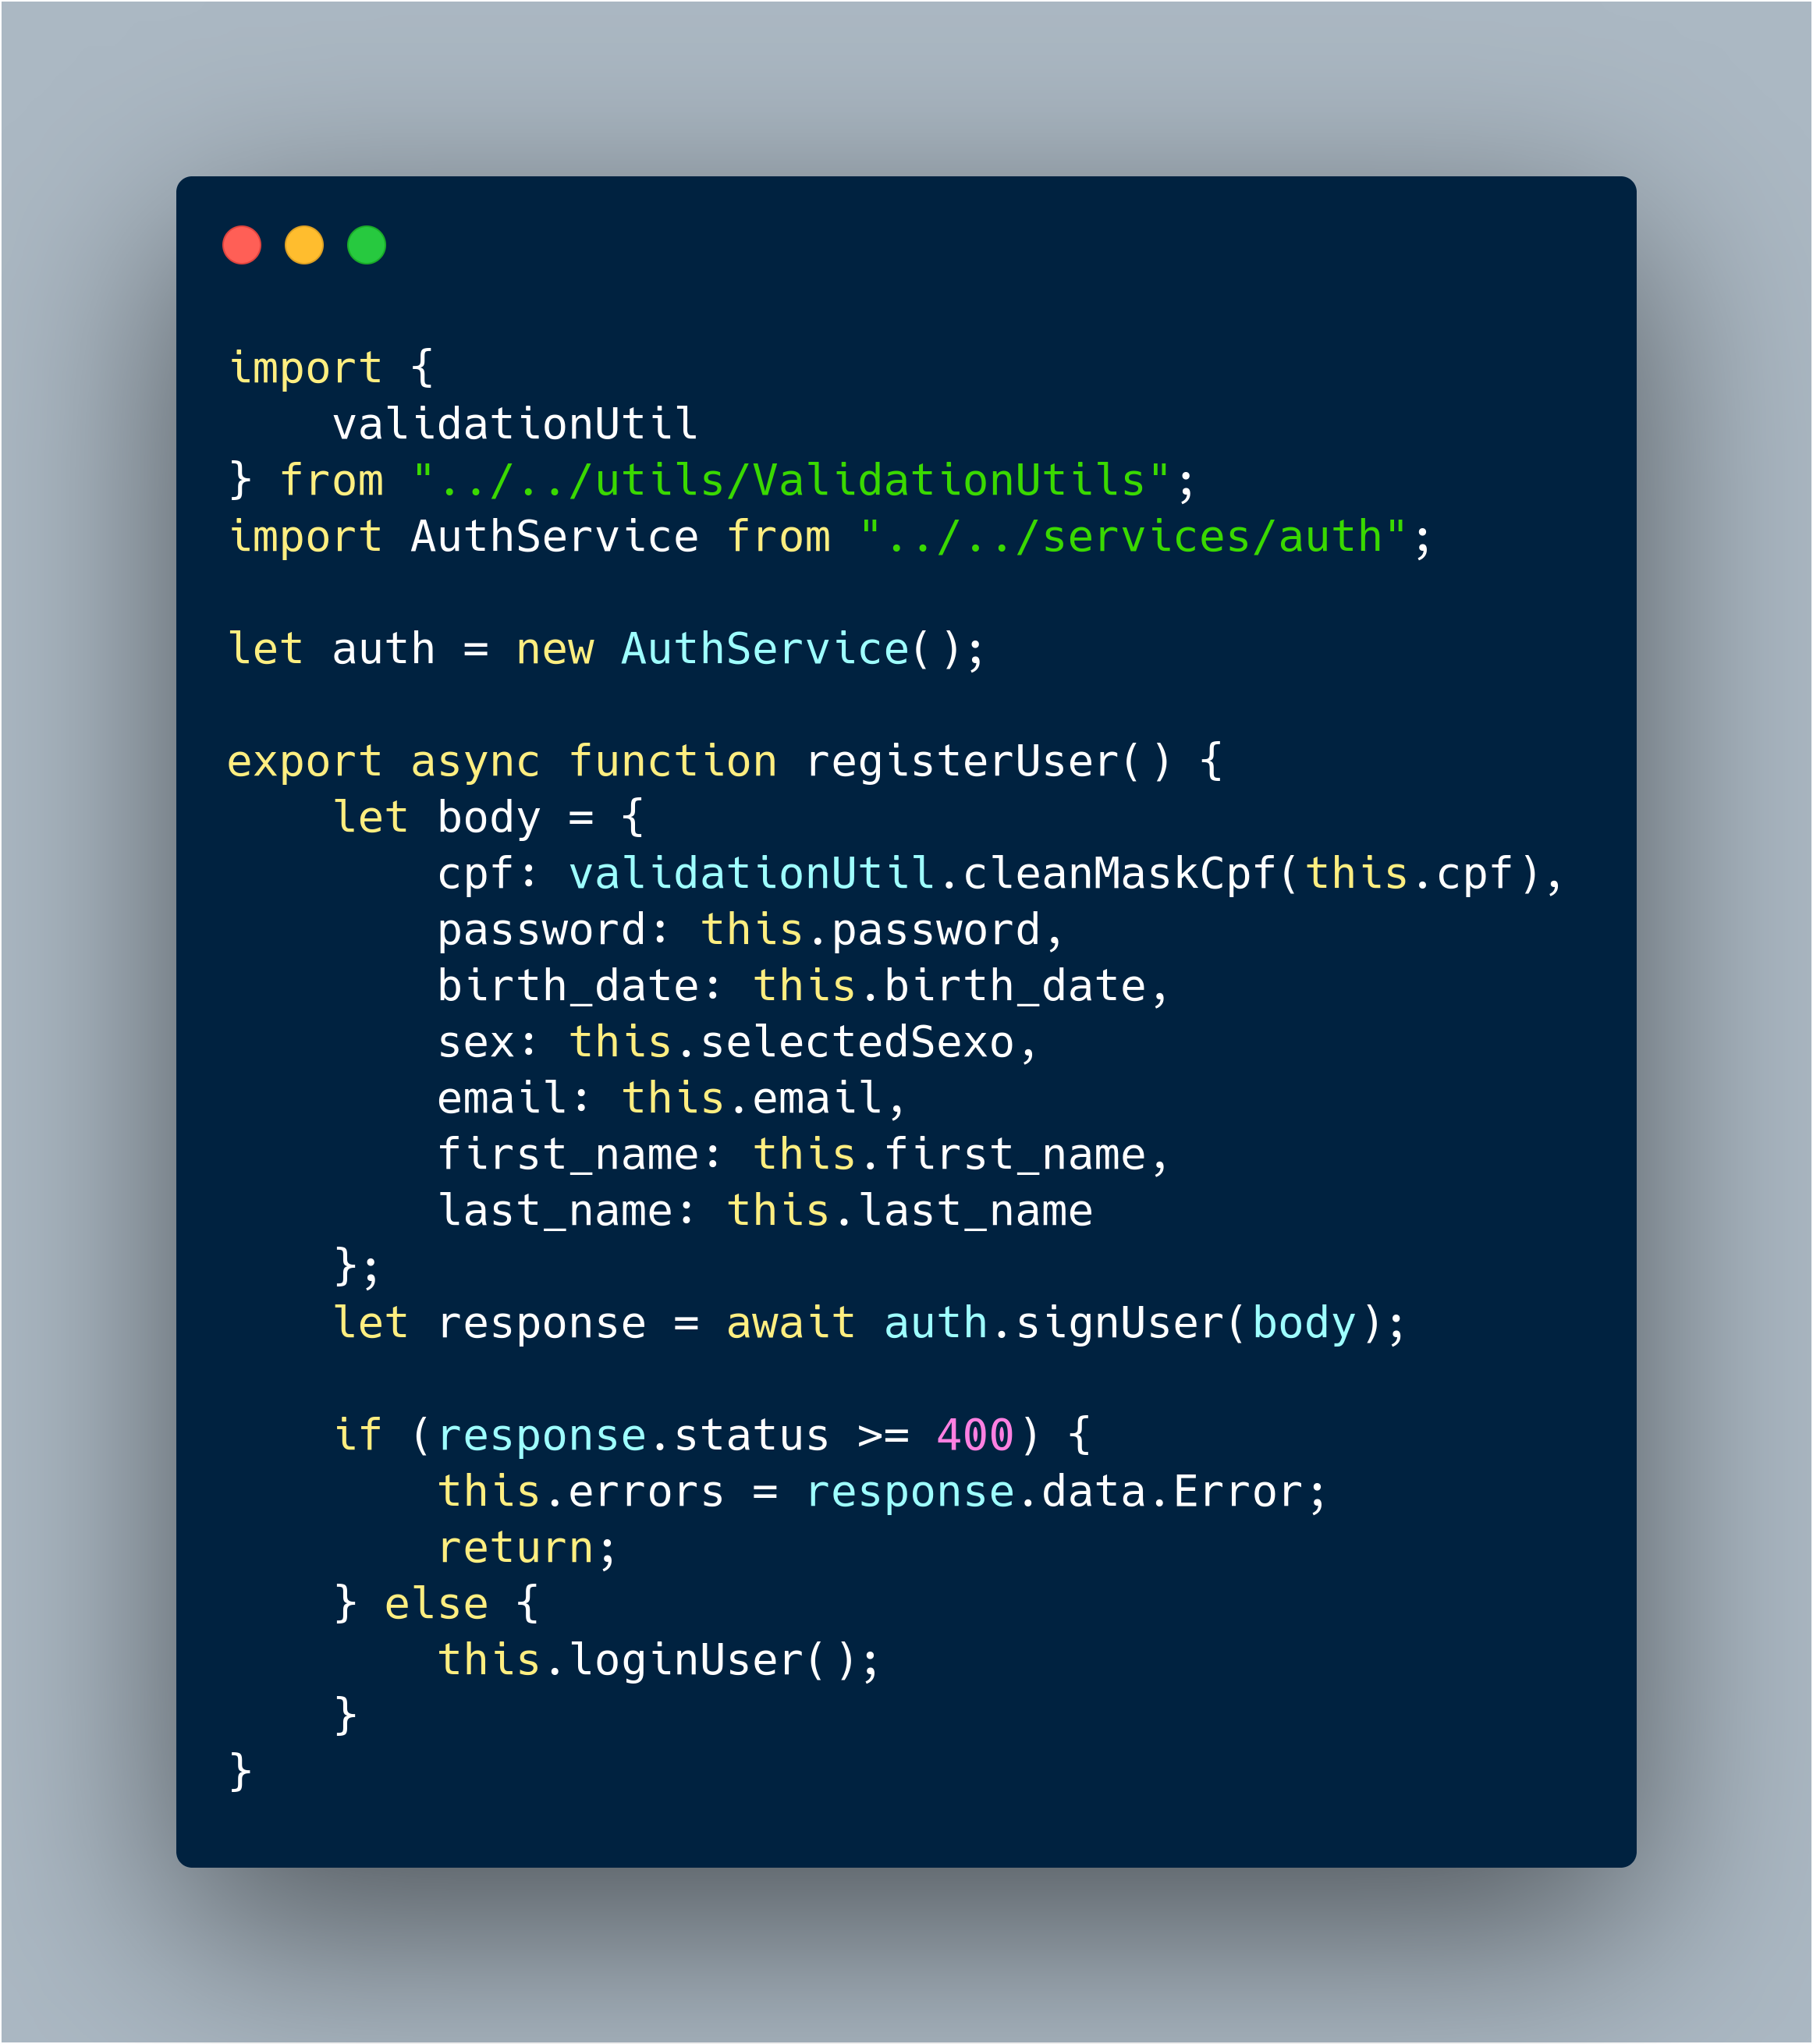 import {
    validationUtil
} from "../../utils/ValidationUtils";
import AuthService from "../../services/auth";

let auth = new AuthService();

export async function registerUser() {
    let body = {
        cpf: validationUtil.cleanMaskCpf(this.cpf),
        password: this.password,
        birth_date: this.birth_date,
        sex: this.selectedSexo,
        email: this.email,
        first_name: this.first_name,
        last_name: this.last_name
    };
    let response = await auth.signUser(body);

    if (response.status >= 400) {
        this.errors = response.data.Error;
        return;
    } else {
        this.loginUser();
    }
}